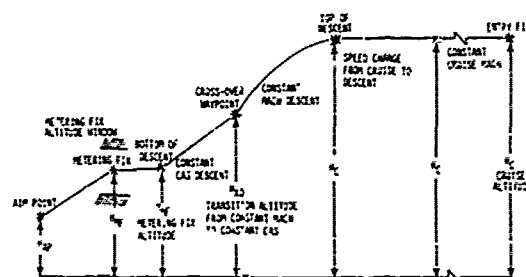 TOP OF
DESCENT
ENTRY FIX
SPEED CHANGE
FROM CRUISE TO
DESCENT
CONSTANT
CRUISE MACH
CROSS-OVER
WAYPOINT
CONSTANT
MACH DESCENT
METERING FIX
ALTITUDE WINDOW
BOTTOM OF
DESCENT
METERING FIX
CONSTANT
CAS DESCENT
AIM POINT
METERING FIX
ALTITUDE
TRANSITION ALTITUDE
FROM CONSTANT MACH
TO CONSTANT CAS
CRUISE
ALTITUDE